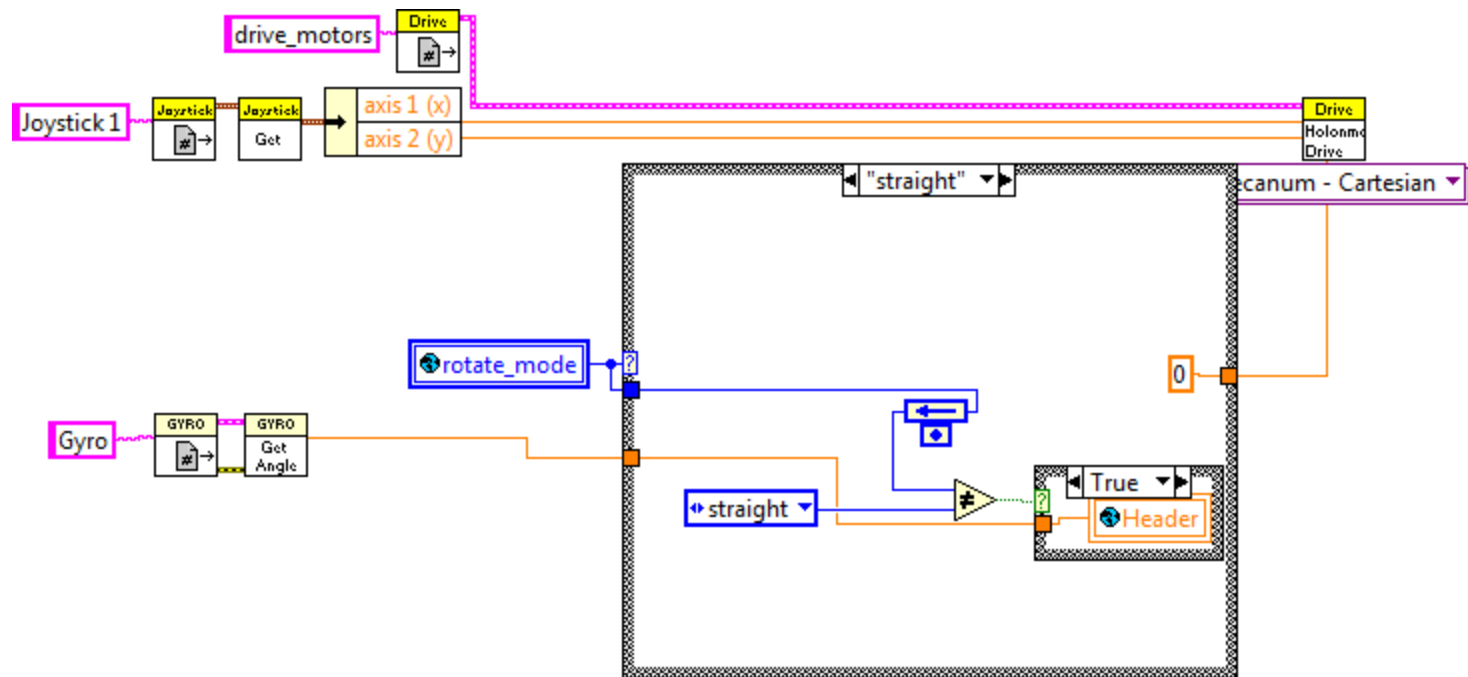 Drive
drive_motors
#
Joystick 1
Joystick
#
Joystick
Get
axis 1 (x)
axis 2 (y)
Drive
Holonmc
Drive
"straight"
ecanum - Cartesian
rotate_mode
?
0
Gyro
GYRO
#
GYRO
Get
Angle
straight
≠
?
True
Header